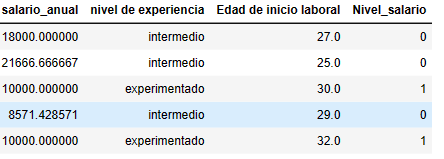 salario_anual nivel de experiencia Edad de inicio laboral Nivel_salario
18000.000000 intermedio 27.0 0
21666.666667 intermedio 25.0 0
10000.000000 experimentado 30.0 1
8571.428571 intermedio 29.0 0
10000.000000 experimentado 32.0 1